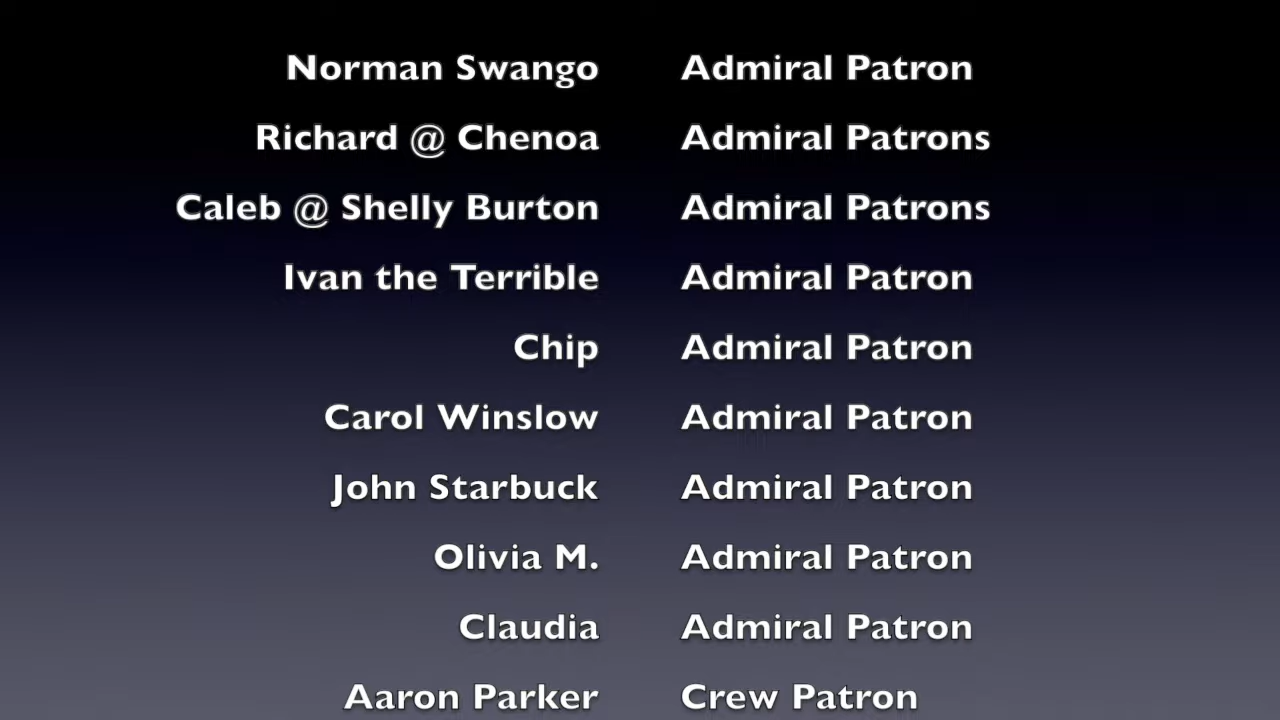 Norman Swango Admiral Patron
Richard @ Chenoa Admiral Patrons
Caleb @ Shelly Burton Admiral Patrons
Ivan the Terrible Admiral Patron
Chip Admiral Patron
Carol Winslow Admiral Patron
John Starbuck Admiral Patron
Olivia M. Admiral Patron
Claudia Admiral Patron
Aaron Parker Crew Patron